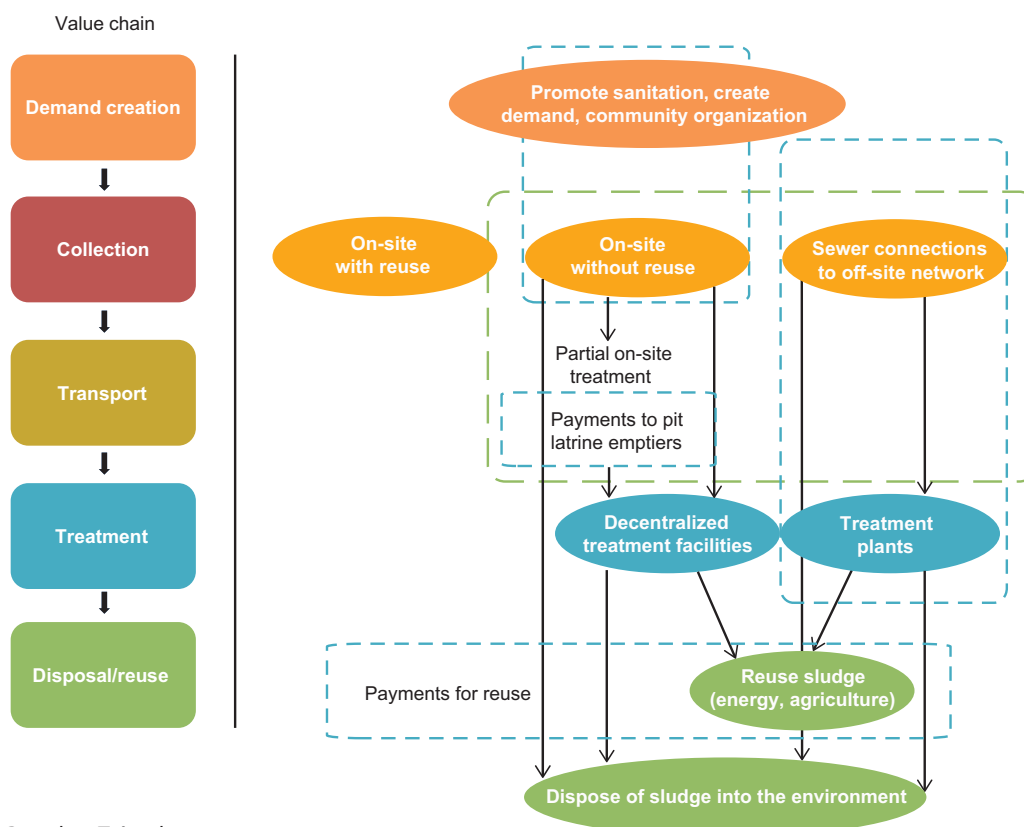 Value chain
Demand creation
Promote sanitation, create
demand, community organization
Collection
On-site
with reuse
On-site
without reuse
Sewer connections
to off-site network
Partial on-site
treatment
Transport
Payments to pit
latrine emptiers
Treatment
Decentralized
treatment facilities
Treatment
plants
Disposal/reuse
Payments for reuse
Reuse sludge
(energy, agriculture)
Dispose of sludge into the environment